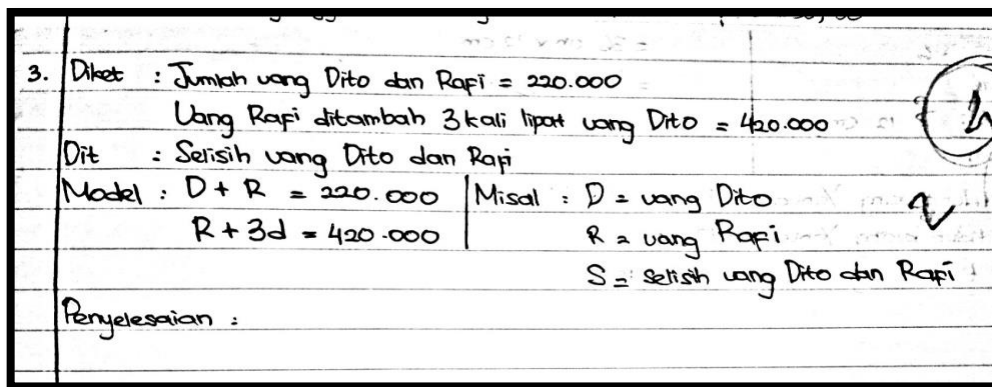 3. Diket : Jumlah uang Dito dan Rafi = 220.000
Uang Rafi ditambah 3 kali lipat uang Dito = 420.000
Dit : Selisih uang Dito dan Rafi
Model : D + R = 220.000 | Misal : D = uang Dito
R + 3d = 420.000 R = uang Rafi
S = selisih uang Dito dan Rafi
Penyelesaian :